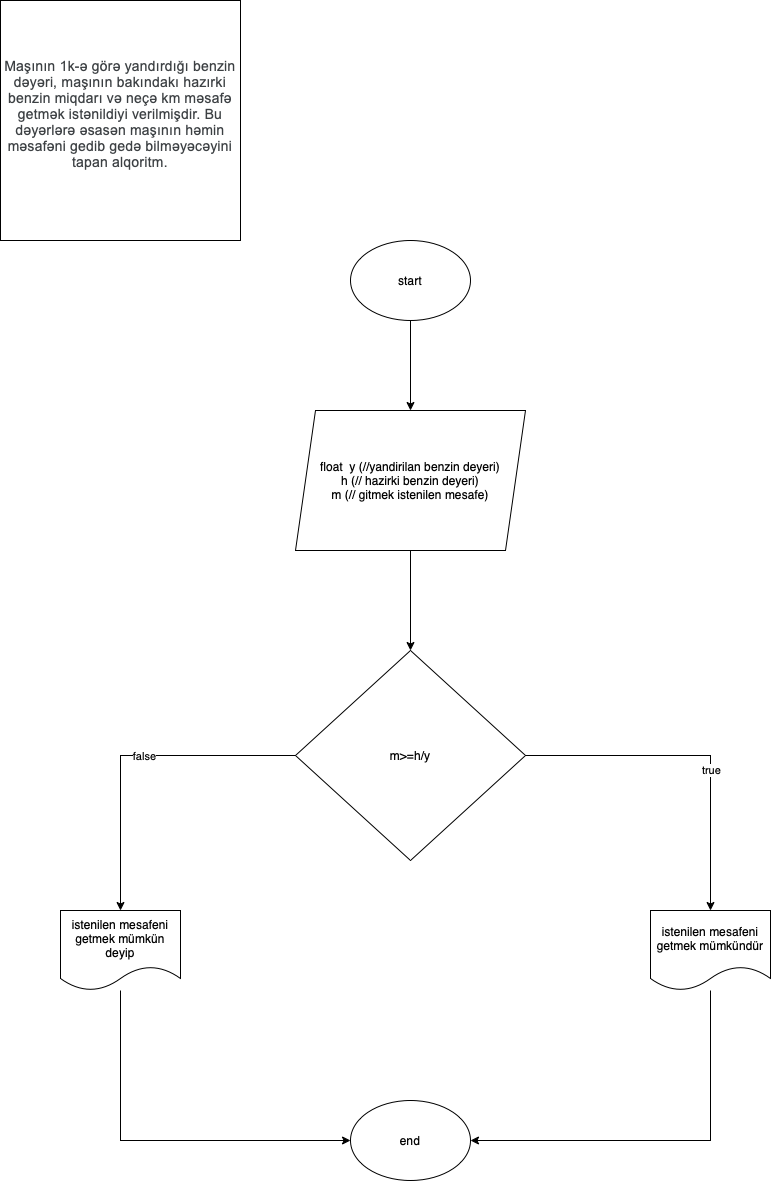 Maşının 1k-ə görə yandırdığı benzin
dəyəri, maşının bakındakı hazırki
benzin miqdarı və neçə km məsafə
getmək istənildiyi verilmişdir. Bu
dəyərlərə əsasən maşının həmin
məsafəni gedib gedə bilməyəcəyini
tapan alqoritm.
start
float y (//yandirilan benzin deyeri)
h (// hazirki benzin deyeri)
m (// gitmek istenilen mesafe)
m>=h/y
false
true
istenilen mesafeni
getmek mümkün
deyip
istenilen mesafeni
getmek mümkündür
end